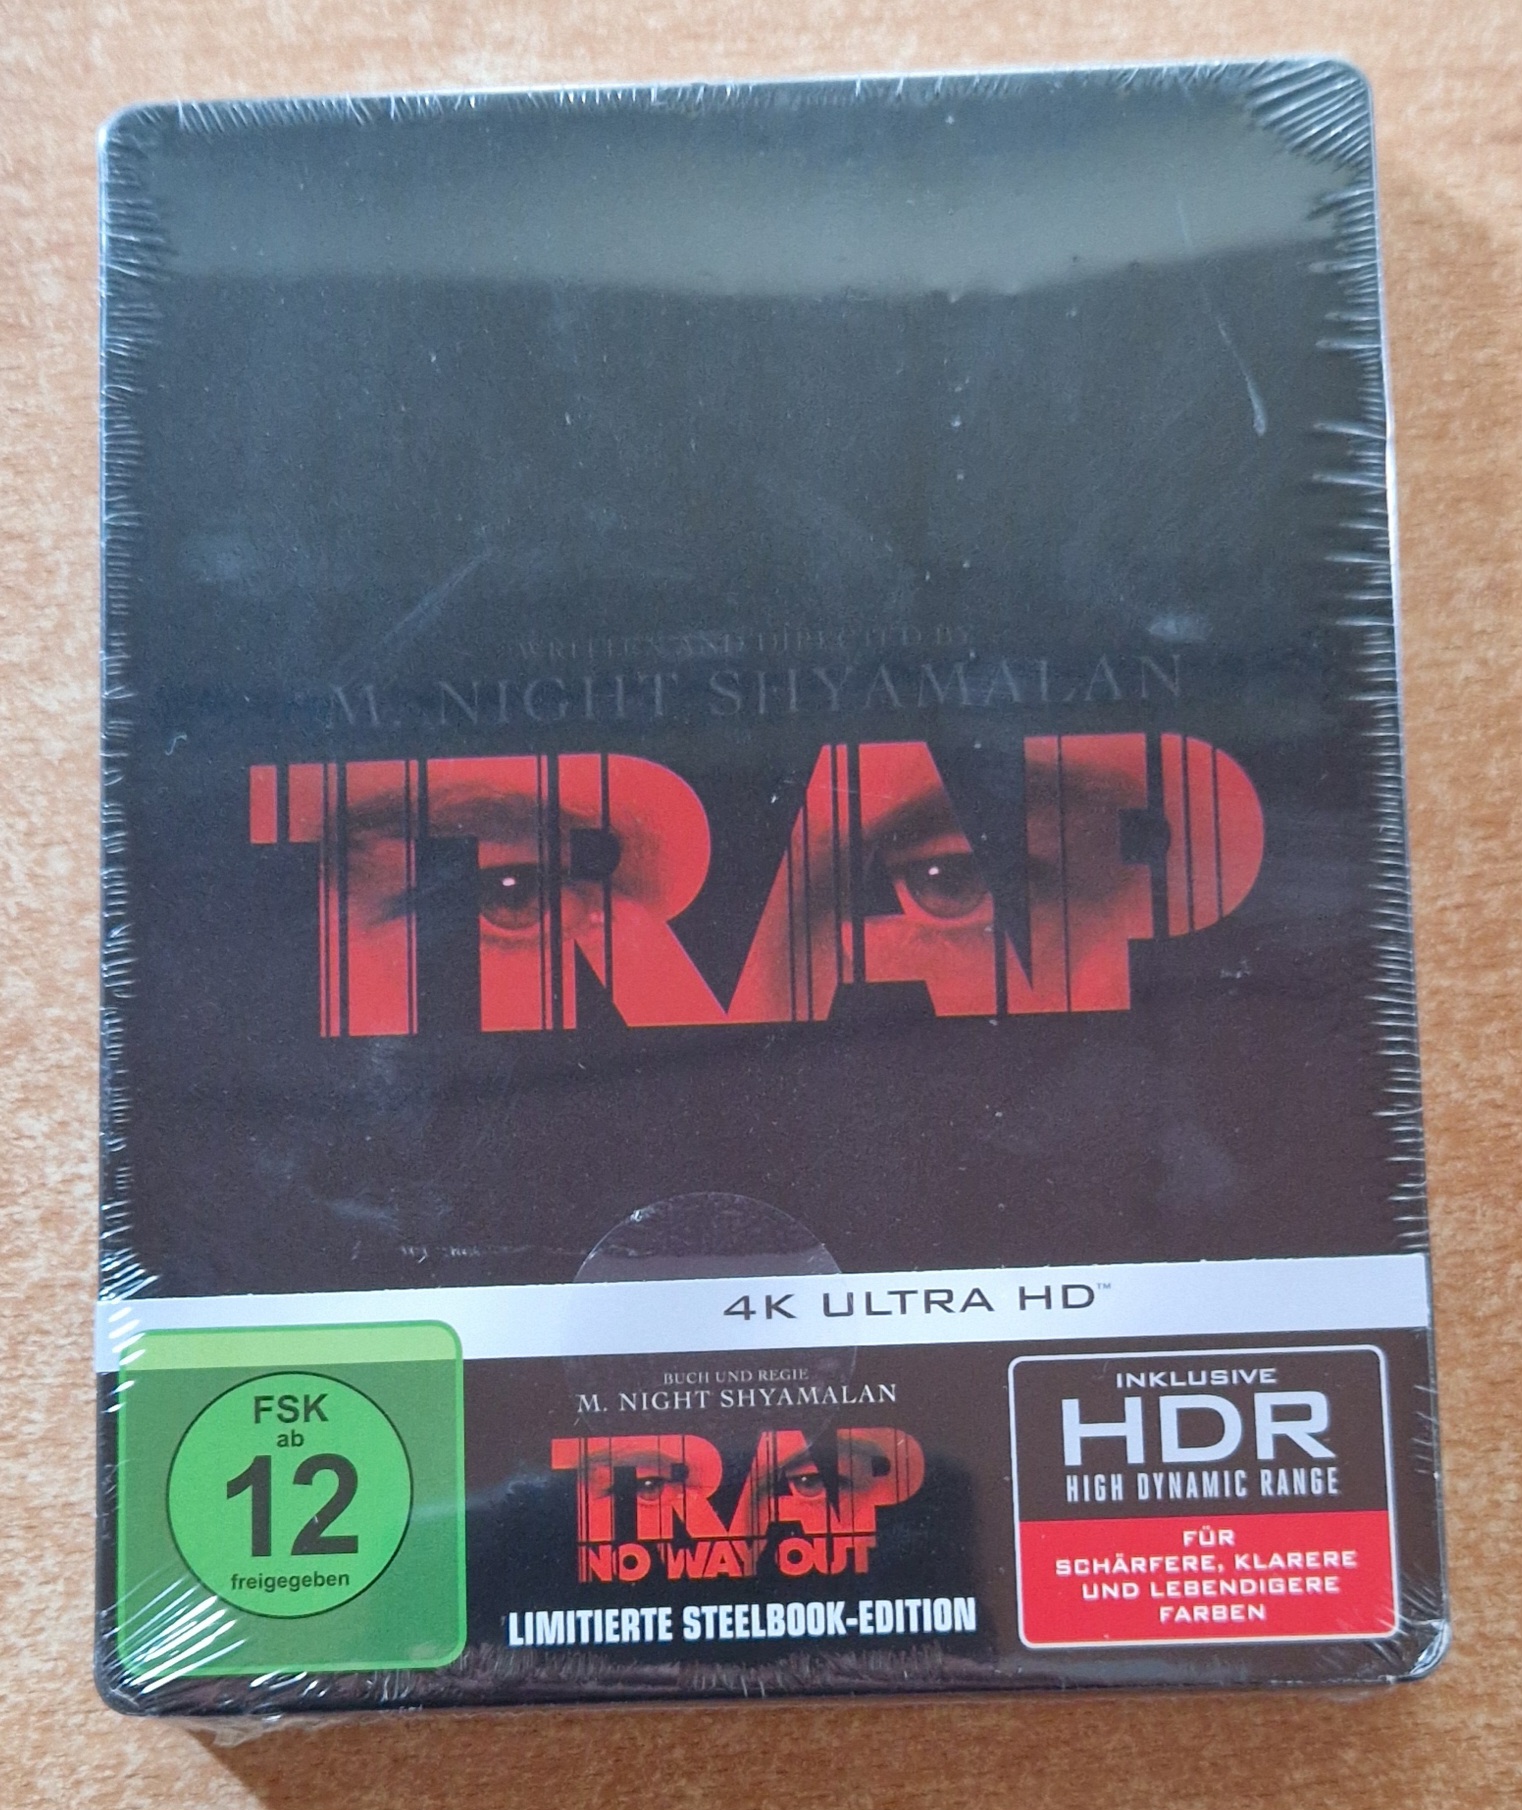 WRITTEN AND DIRECTED BY
M. NIGHT SHYAMALAN
TRAP
4K ULTRA HD™
FSK
ab
12
freigegeben
BUCH UND REGIE
M. NIGHT SHYAMALAN
TRAP
NO WAY OUT
LIMITIERTE STEELBOOK-EDITION
INKLUSIVE
HDR
HIGH DYNAMIC RANGE
FÜR
SCHÄRFERE, KLARERE
UND LEBENDIGERE
FARBEN